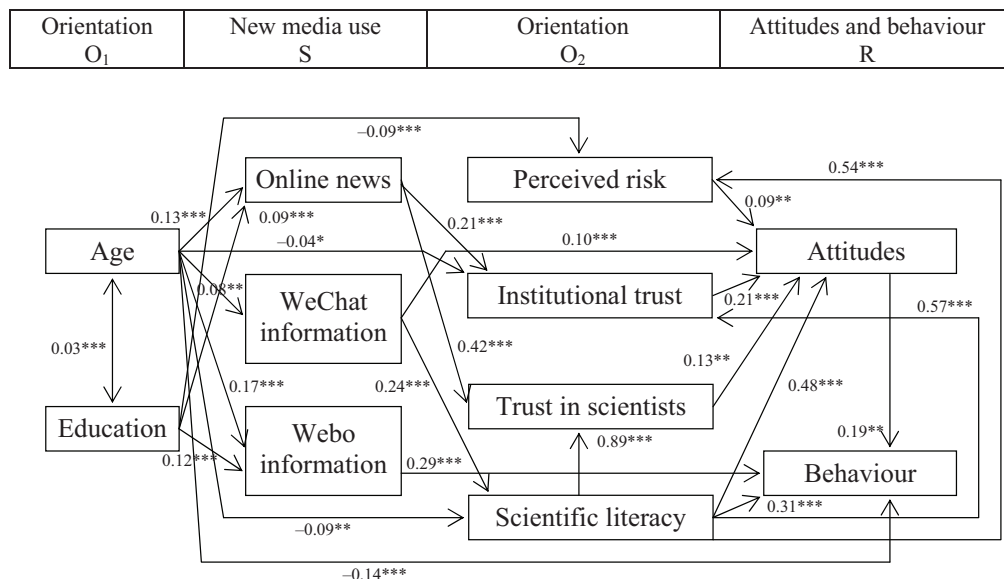 Orientation
O1
New media use
S
Orientation
O2
Attitudes and behaviour
R
–0.09***
Online news
Perceived risk
0.54***
0.13***
0.09***
0.21***
0.09**
–0.04*
0.10***
Age
Attitudes
0.08**
WeChat
information
Institutional trust
0.21***
0.57***
0.03***
0.42***
0.13**
0.17***
0.24***
0.48***
Education
Webo
information
Trust in scientists
0.19**
0.12***
0.29***
0.89***
Behaviour
–0.09**
Scientific literacy
0.31***
–0.14***